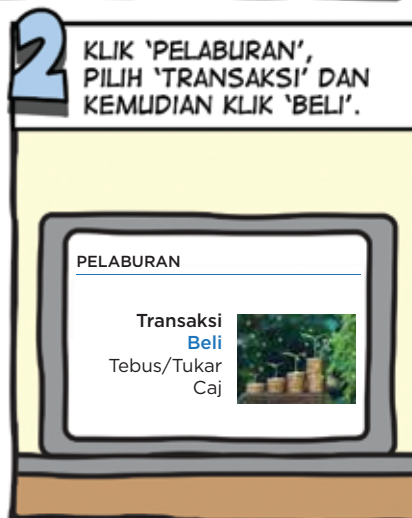 2
KLIK ‘PELABURAN’,
PILIH ‘TRANSAKSI’ DAN
KEMUDIAN KLIK ‘BELI’.
PELABURAN
Transaksi
Beli
Tebus/Tukar
Caj